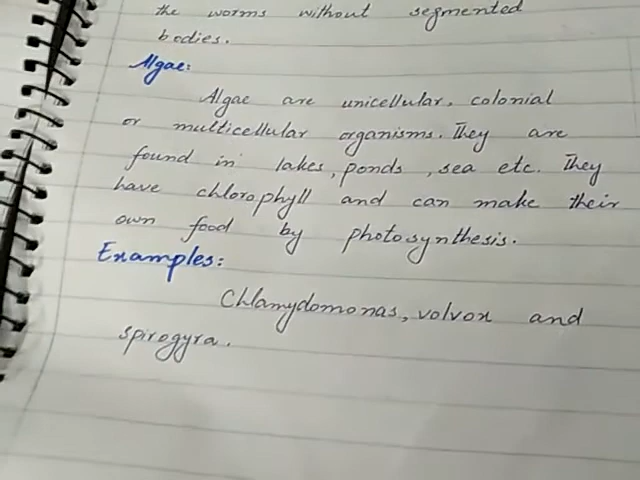 the worms without segmented
bodies.
Algae:
Algae are unicellular, colonial
or multicellular organisms. They are
found in lakes, ponds, sea etc. They
have chlorophyll and can make their
own food by photosynthesis.
Examples:
Chlamydomonas, volvox and
spirogyra.